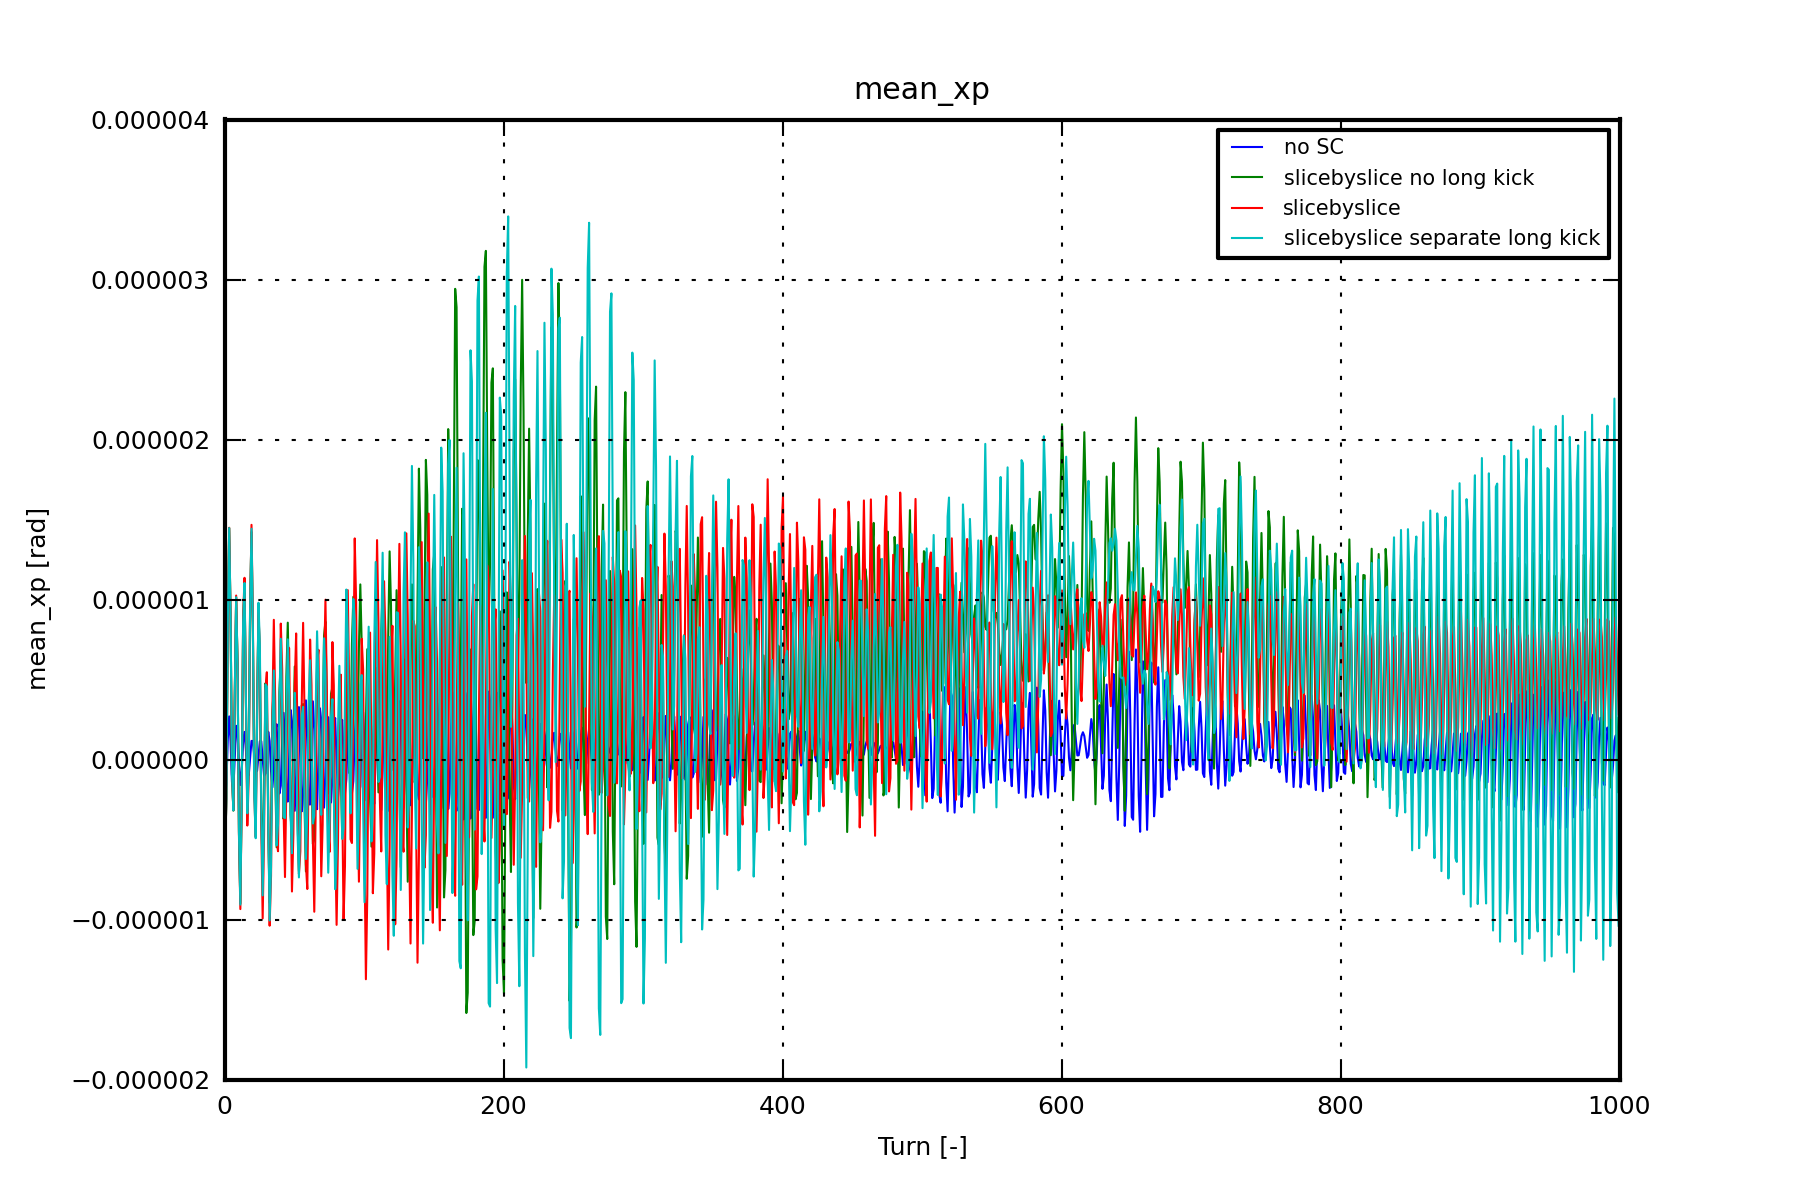 mean_xp
0.000004
0.000003
0.000002
0.000001
0.000000
−0.000001
−0.000002
mean_xp [rad]
no SC
slicebyslice no long kick
slicebyslice
slicebyslice separate long kick
0 200 400 600 800 1000
Turn [-]